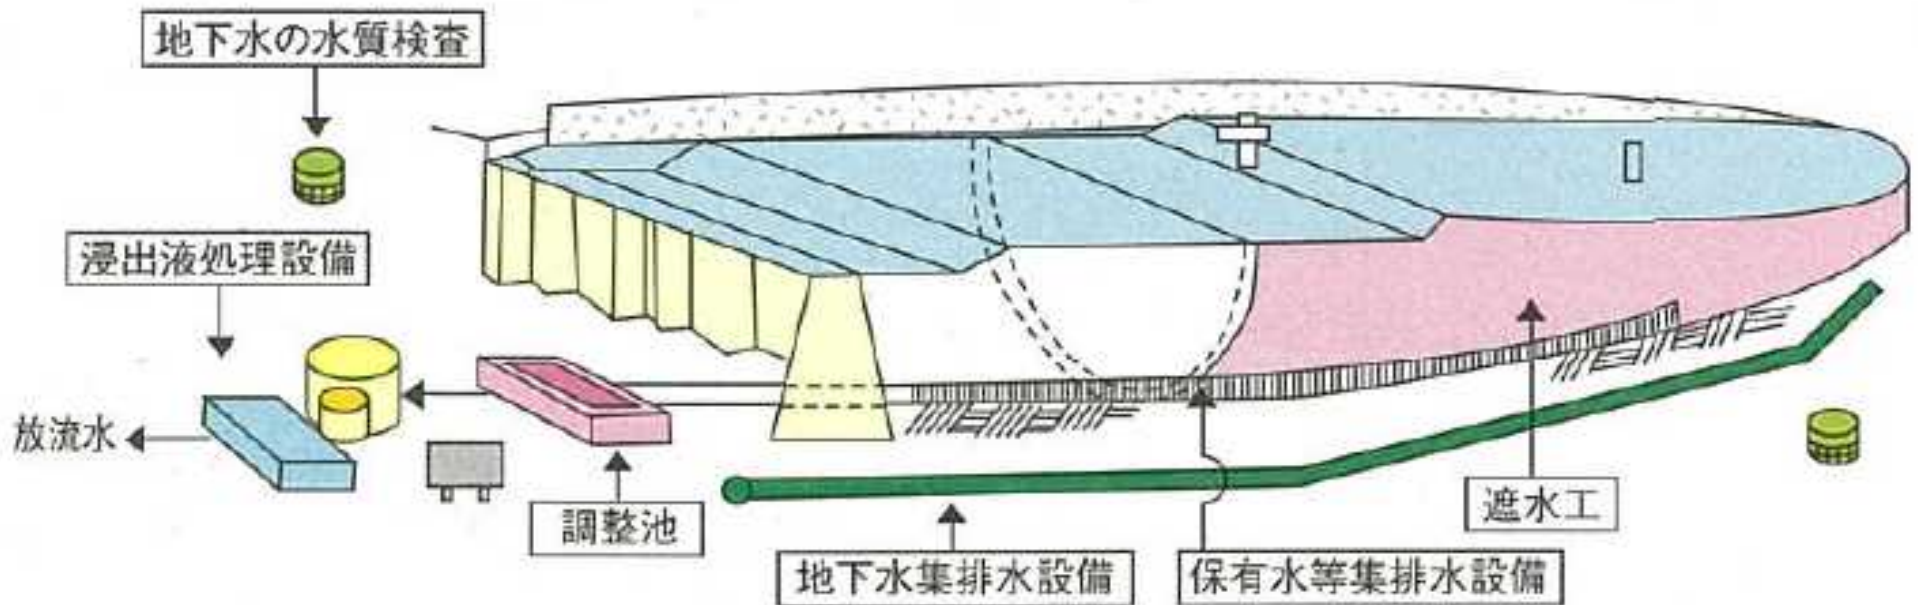 地下水の水質検査
浸出液処理設備
放流水
調整池
地下水集排水設備
保有水等集排水設備
遮水工